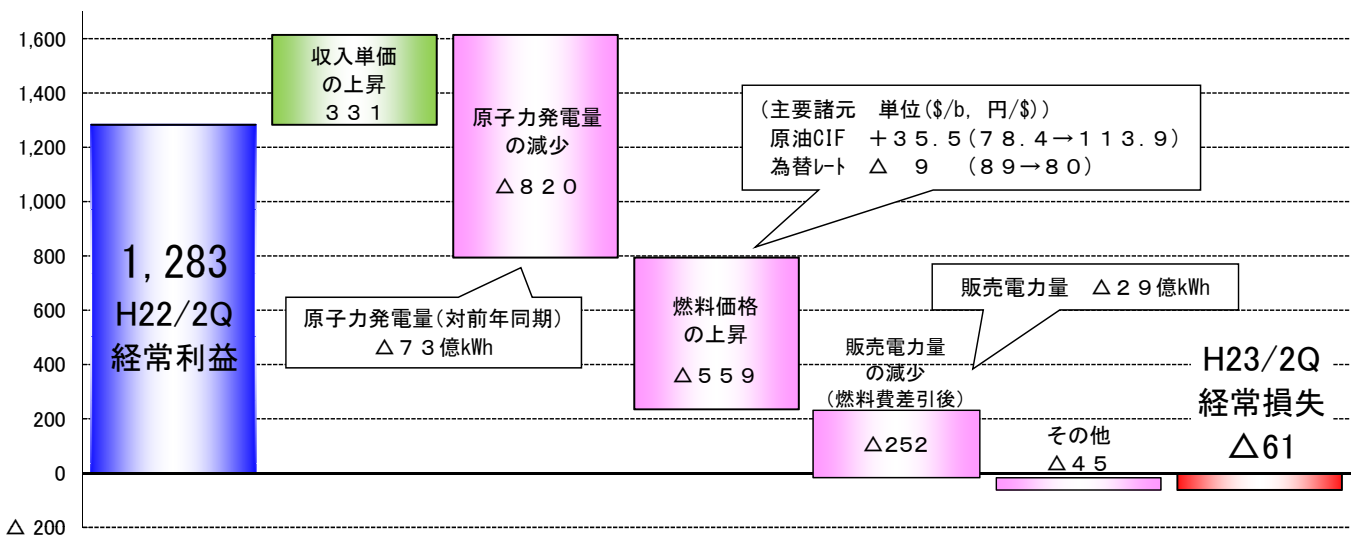 1,600
1,400
1,200
1,000
800
600
400
200
0
△ 200
1,283
H22/2Q
経常利益
収入単価
の上昇
３３１
原子力発電量
の減少
△８２０
原子力発電量(対前年同期)
△７３億kWh
(主要諸元　単位($/b, 円/$))
原油CIF　＋３５.５(７８.４→１１３.９)
為替ﾚｰﾄ　△　９　(８９→８０)
燃料価格
の上昇
△５５９
販売電力量　△２９億kWh
販売電力量
の減少
(燃料費差引後)
△252
その他
△４５
H23/2Q
経常損失
△61